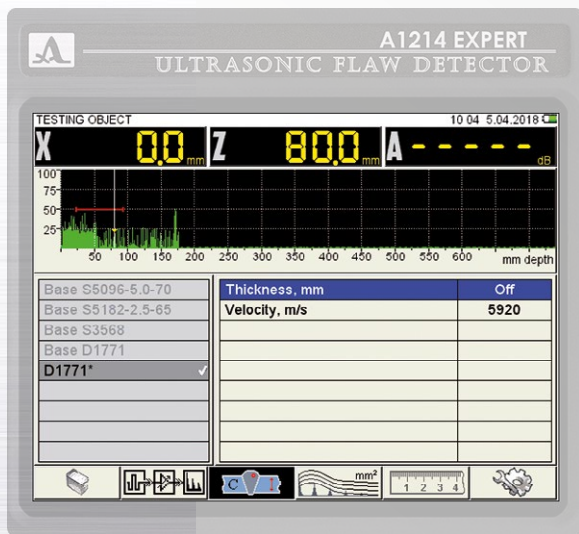 A1214 EXPERT
ULTRASONIC FLAW DETECTOR
TESTING OBJECT 10 04 5.04.2018
X 0.0 mm Z 80.0 mm A - - - - - dB
100
75
50
25
50 100 150 200 250 300 350 400 450 500 550 600 mm depth
Base S5096-5.0-70
Base S5182-2.5-65
Base S3568
Base D1771
D1771*
Thickness, mm Off
Velocity, m/s 5920
C
mm²
1 2 3 4